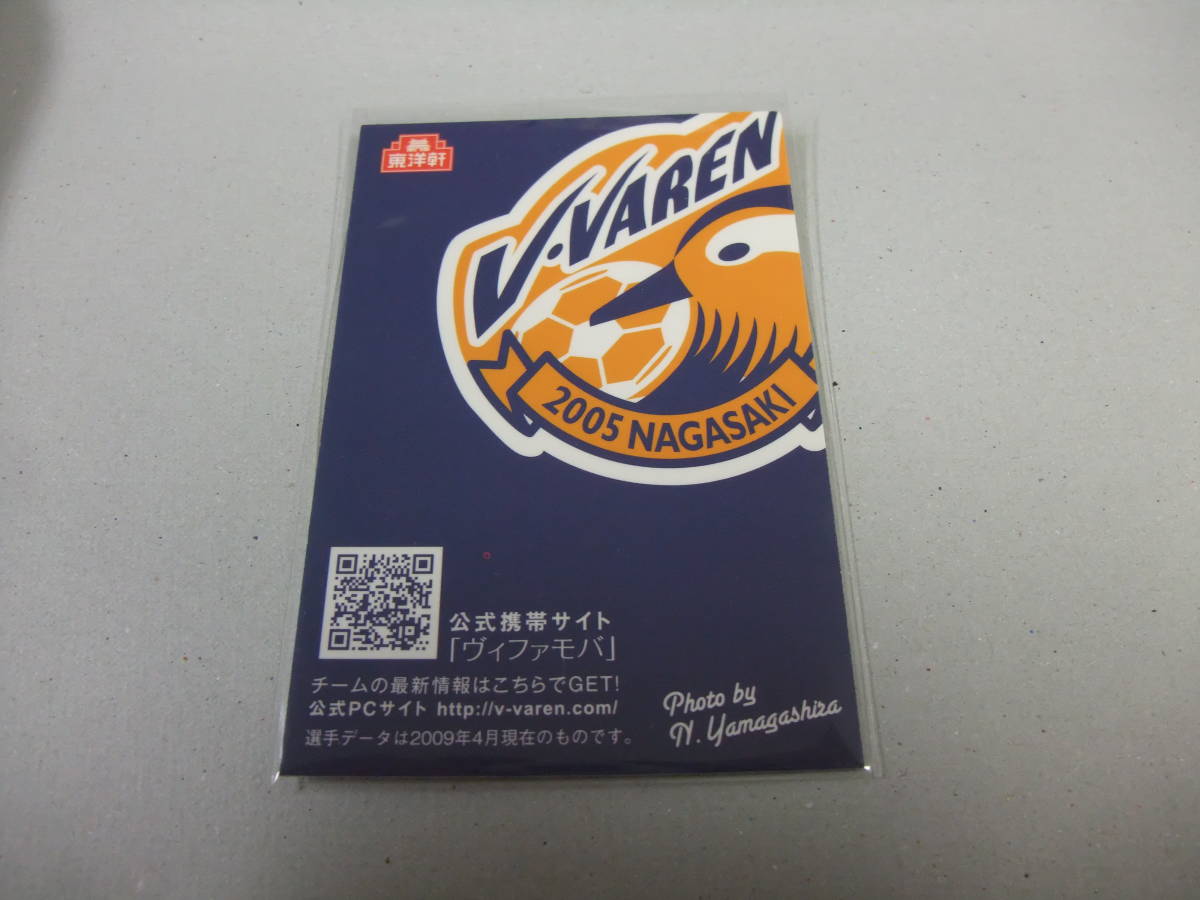 東洋軒
V·VAREN
2005 NAGASAKI
公式携帯サイト
「ヴィファモバ」
チームの最新情報はこちらでGET!
公式PCサイト http://v-varen.com/
選手データは2009年4月現在のものです。
Photo by
N. Yamagashira